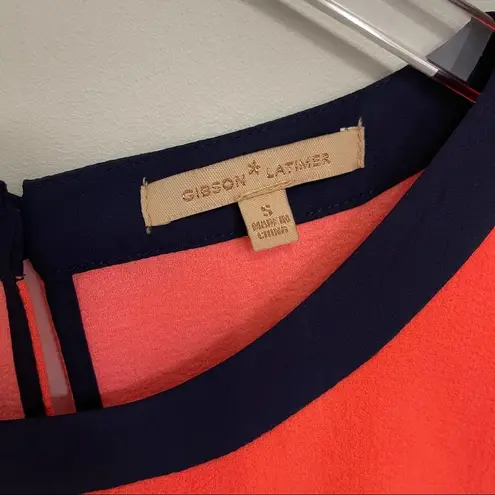 GIBSON* LATIMER
S
MADE IN
CHINA